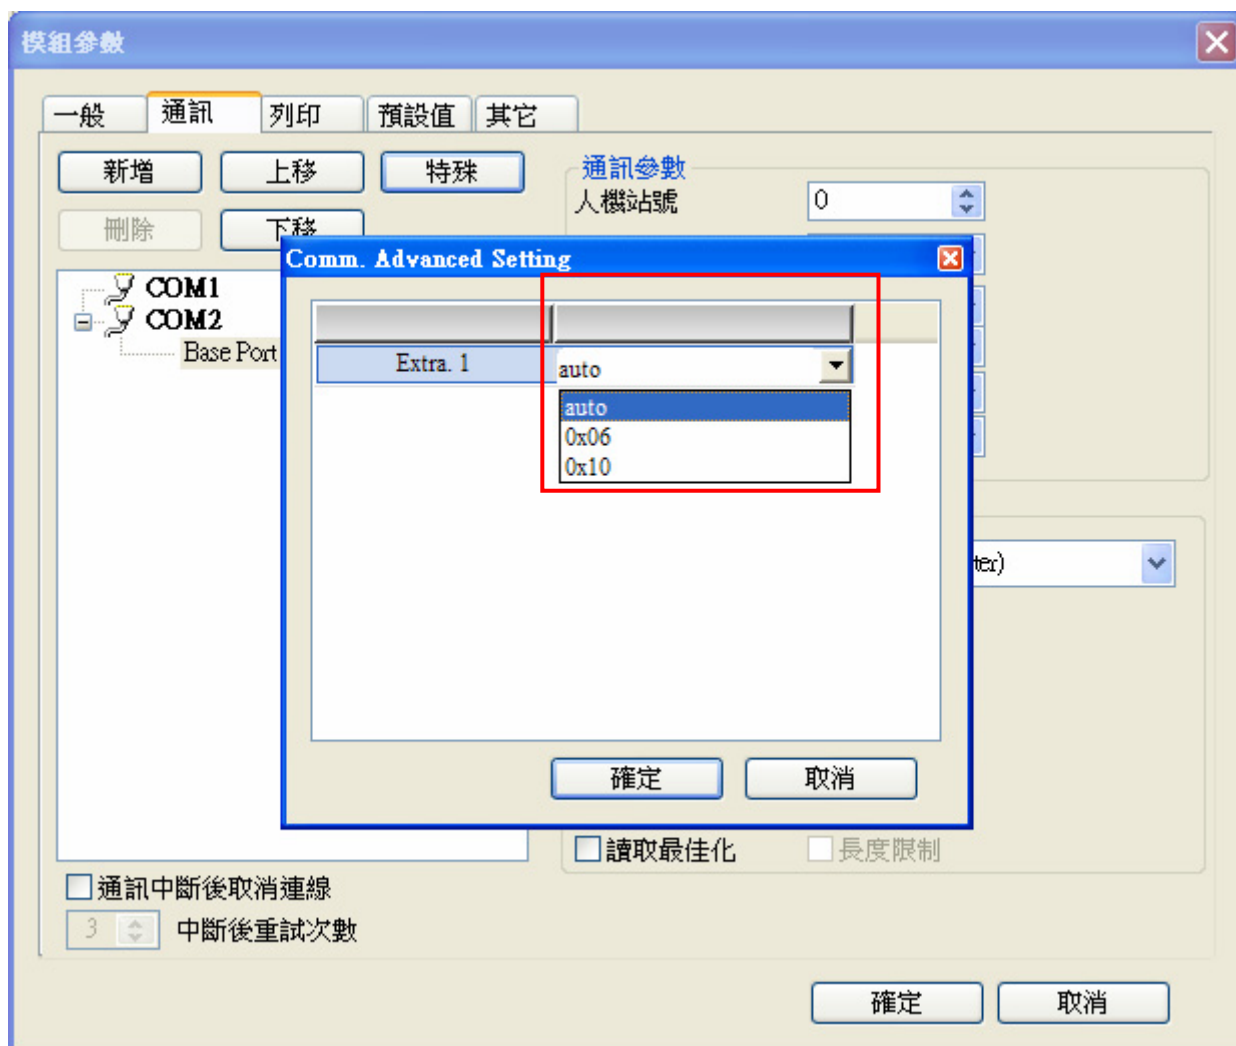 模組參數
一般 通訊 列印 預設值 其它
新增 上移 特殊
刪除 下移
通訊參數
人機站號 0
COM1
COM2
Base Port
Comm. Advanced Setting
Extra. 1 auto
auto
0x06
0x10
確定 取消
ter)
讀取最佳化 長度限制
通訊中斷後取消連線
3 中斷後重試次數
確定 取消